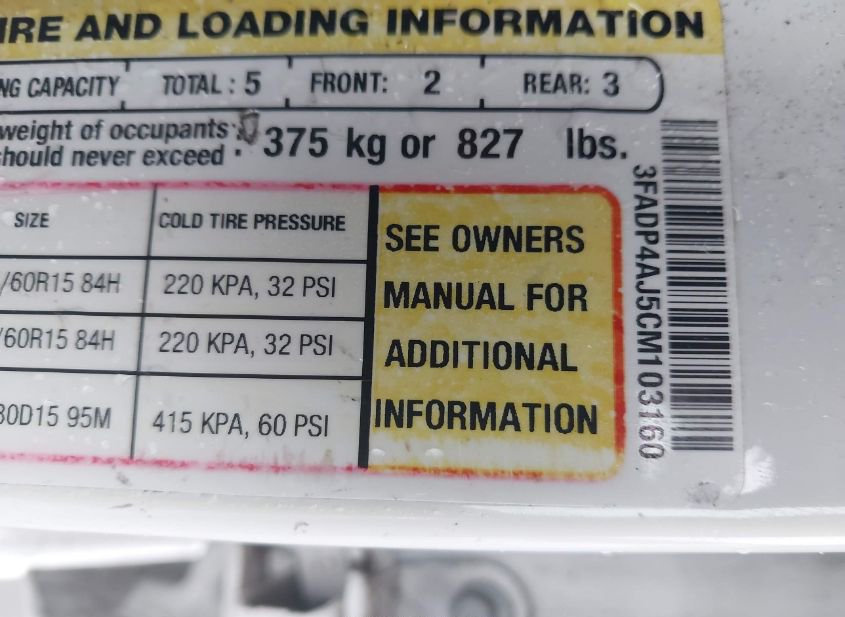 IRE AND LOADING INFORMATION
NG CAPACITY TOTAL : 5 FRONT: 2 REAR: 3
weight of occupants
hould never exceed : 375 kg or 827 lbs.
SIZE COLD TIRE PRESSURE
/60R15 84H 220 KPA, 32 PSI
/60R15 84H 220 KPA, 32 PSI
80D15 95M 415 KPA, 60 PSI
SEE OWNERS
MANUAL FOR
ADDITIONAL
INFORMATION
3FADP4AJ5CM103160